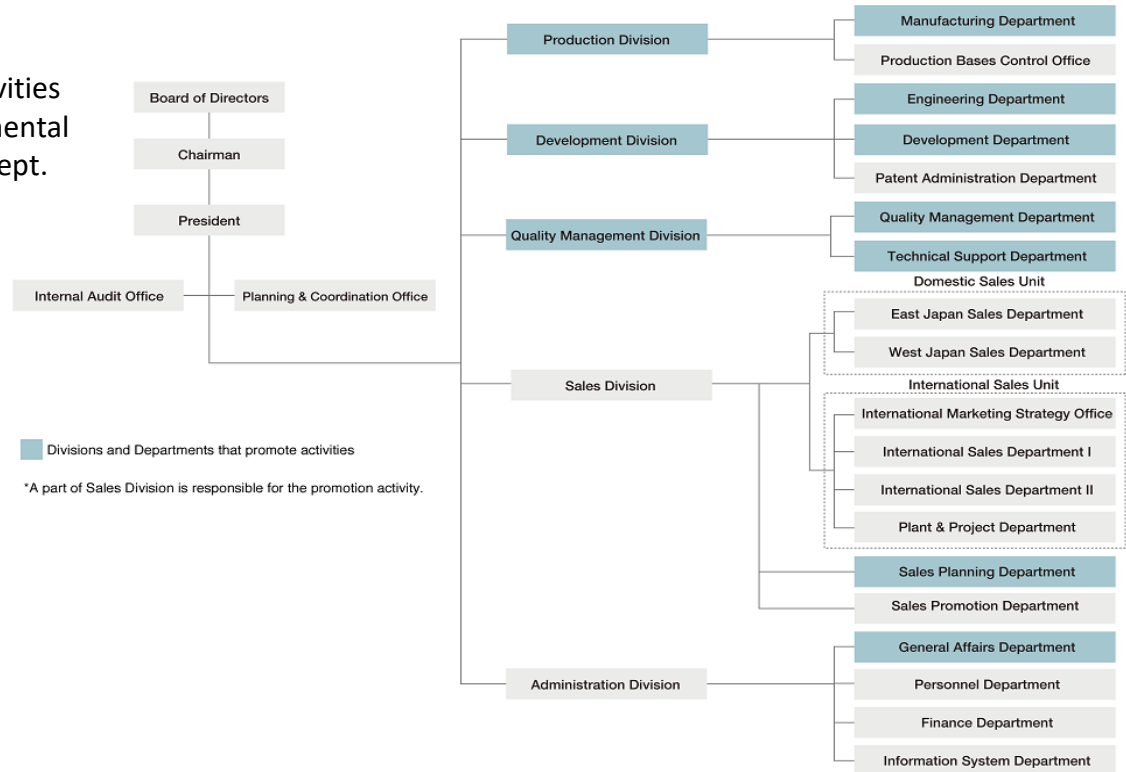 vities
mental
ept.
Board of Directors
Chairman
President
Internal Audit Office
Planning & Coordination Office
Divisions and Departments that promote activities
*A part of Sales Division is responsible for the promotion activity.
Production Division
Manufacturing Department
Production Bases Control Office
Development Division
Engineering Department
Development Department
Patent Administration Department
Quality Management Division
Quality Management Department
Technical Support Department
Sales Division
Domestic Sales Unit
East Japan Sales Department
West Japan Sales Department
International Sales Unit
International Marketing Strategy Office
International Sales Department I
International Sales Department II
Plant & Project Department
Sales Planning Department
Sales Promotion Department
Administration Division
General Affairs Department
Personnel Department
Finance Department
Information System Department